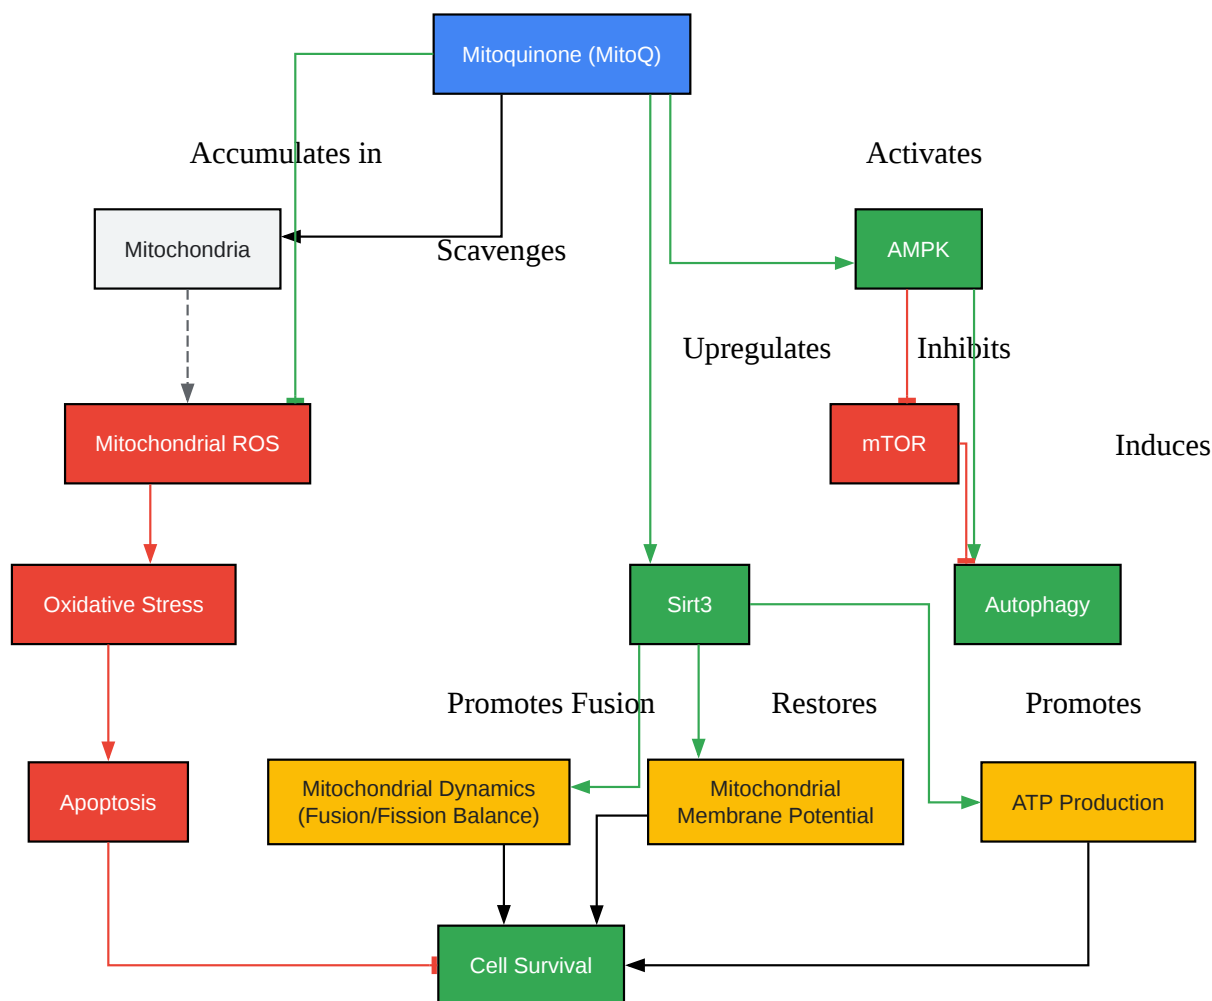 Mitoquinone (MitoQ)
Accumulates in
Activates
Mitochondria
Scavenges
AMPK
Upregulates
Inhibits
Mitochondrial ROS
mTOR
Induces
Oxidative Stress
Sirt3
Autophagy
Promotes Fusion
Restores
Promotes
Apoptosis
Mitochondrial Dynamics
(Fusion/Fission Balance)
Mitochondrial
Membrane Potential
ATP Production
Cell Survival